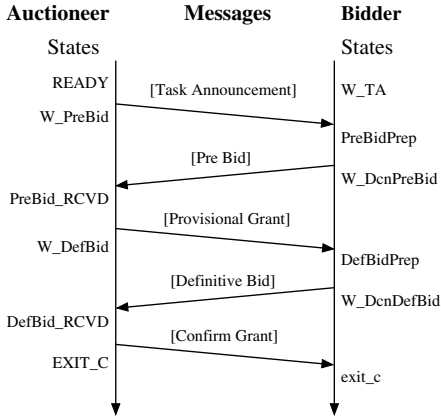 Auctioneer Messages Bidder
States States
READY
[Task Announcement]
W_TA
W_PreBid
PreBidPrep
[Pre Bid]
W_DcnPreBid
PreBid_RCVD
[Provisional Grant]
W_DefBid
DefBidPrep
[Definitive Bid]
W_DcnDefBid
DefBid_RCVD
[Confirm Grant]
EXIT_C
exit_c